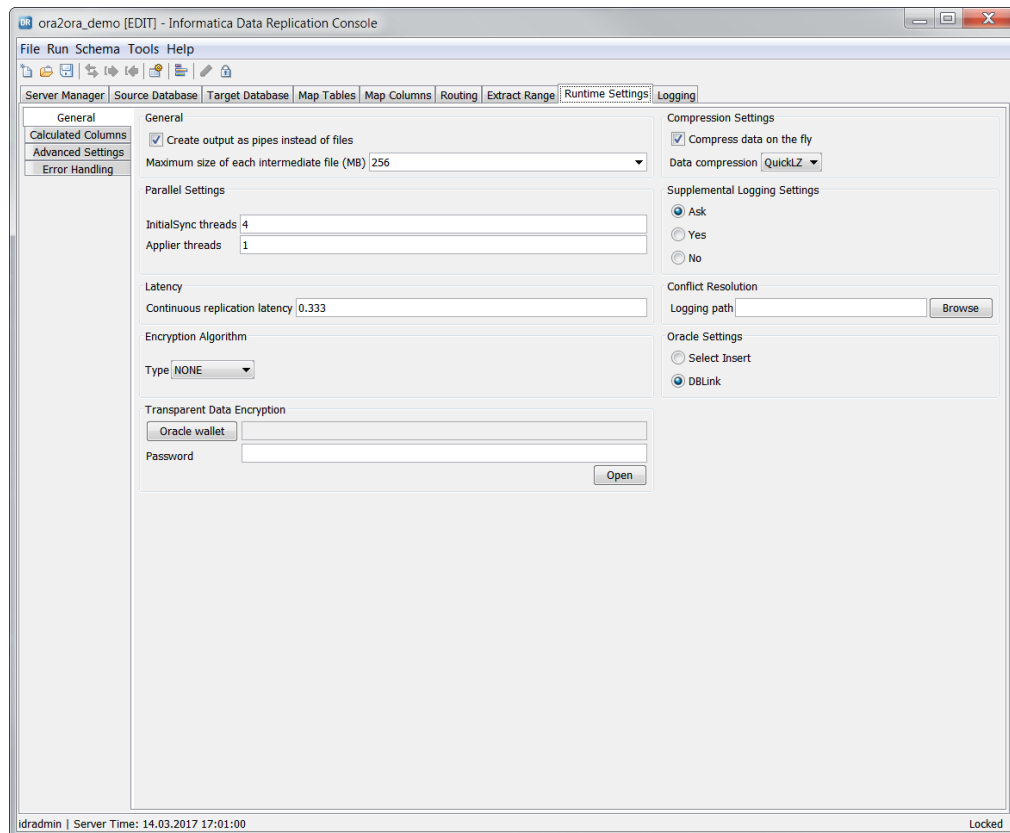 DR ora2ora_demo [EDIT] - Informatica Data Replication Console
File Run Schema Tools Help
Server Manager Source Database Target Database Map Tables Map Columns Routing Extract Range Runtime Settings Logging
General
Calculated Columns
Advanced Settings
Error Handling
General
Create output as pipes instead of files
Maximum size of each intermediate file (MB) 256
Parallel Settings
InitialSync threads 4
Applier threads 1
Latency
Continuous replication latency 0.333
Encryption Algorithm
Type NONE
Transparent Data Encryption
Oracle wallet
Password
Open
Compression Settings
Compress data on the fly
Data compression QuickLZ
Supplemental Logging Settings
Ask
Yes
No
Conflict Resolution
Logging path Browse
Oracle Settings
Select Insert
DBLink
idradmin | Server Time: 14.03.2017 17:01:00 Locked